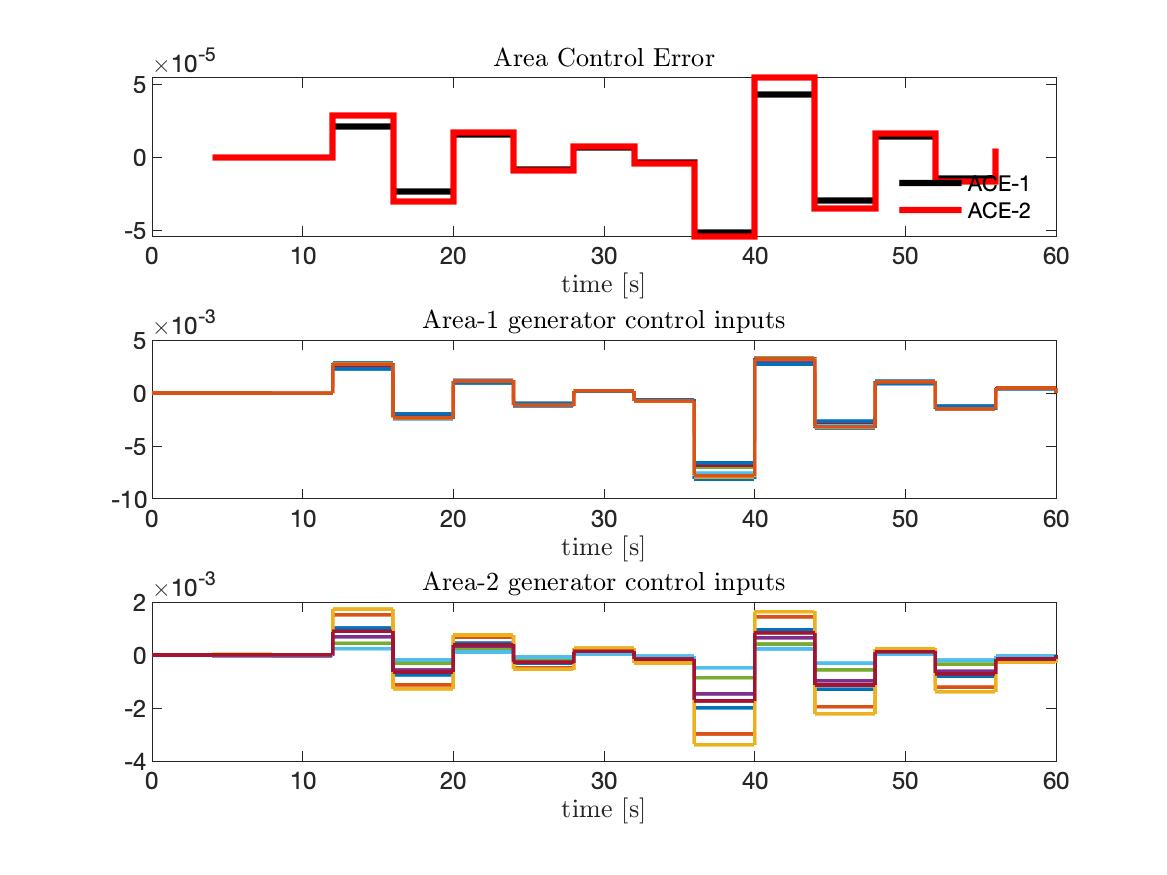 Area Control Error
×10-5
5
0
-5
ACE-1
ACE-2
0 10 20 30 40 50 60
time [s]
Area-1 generator control inputs
×10-3
5
0
-5
-10
0 10 20 30 40 50 60
time [s]
Area-2 generator control inputs
×10-3
2
0
-2
-4
0 10 20 30 40 50 60
time [s]